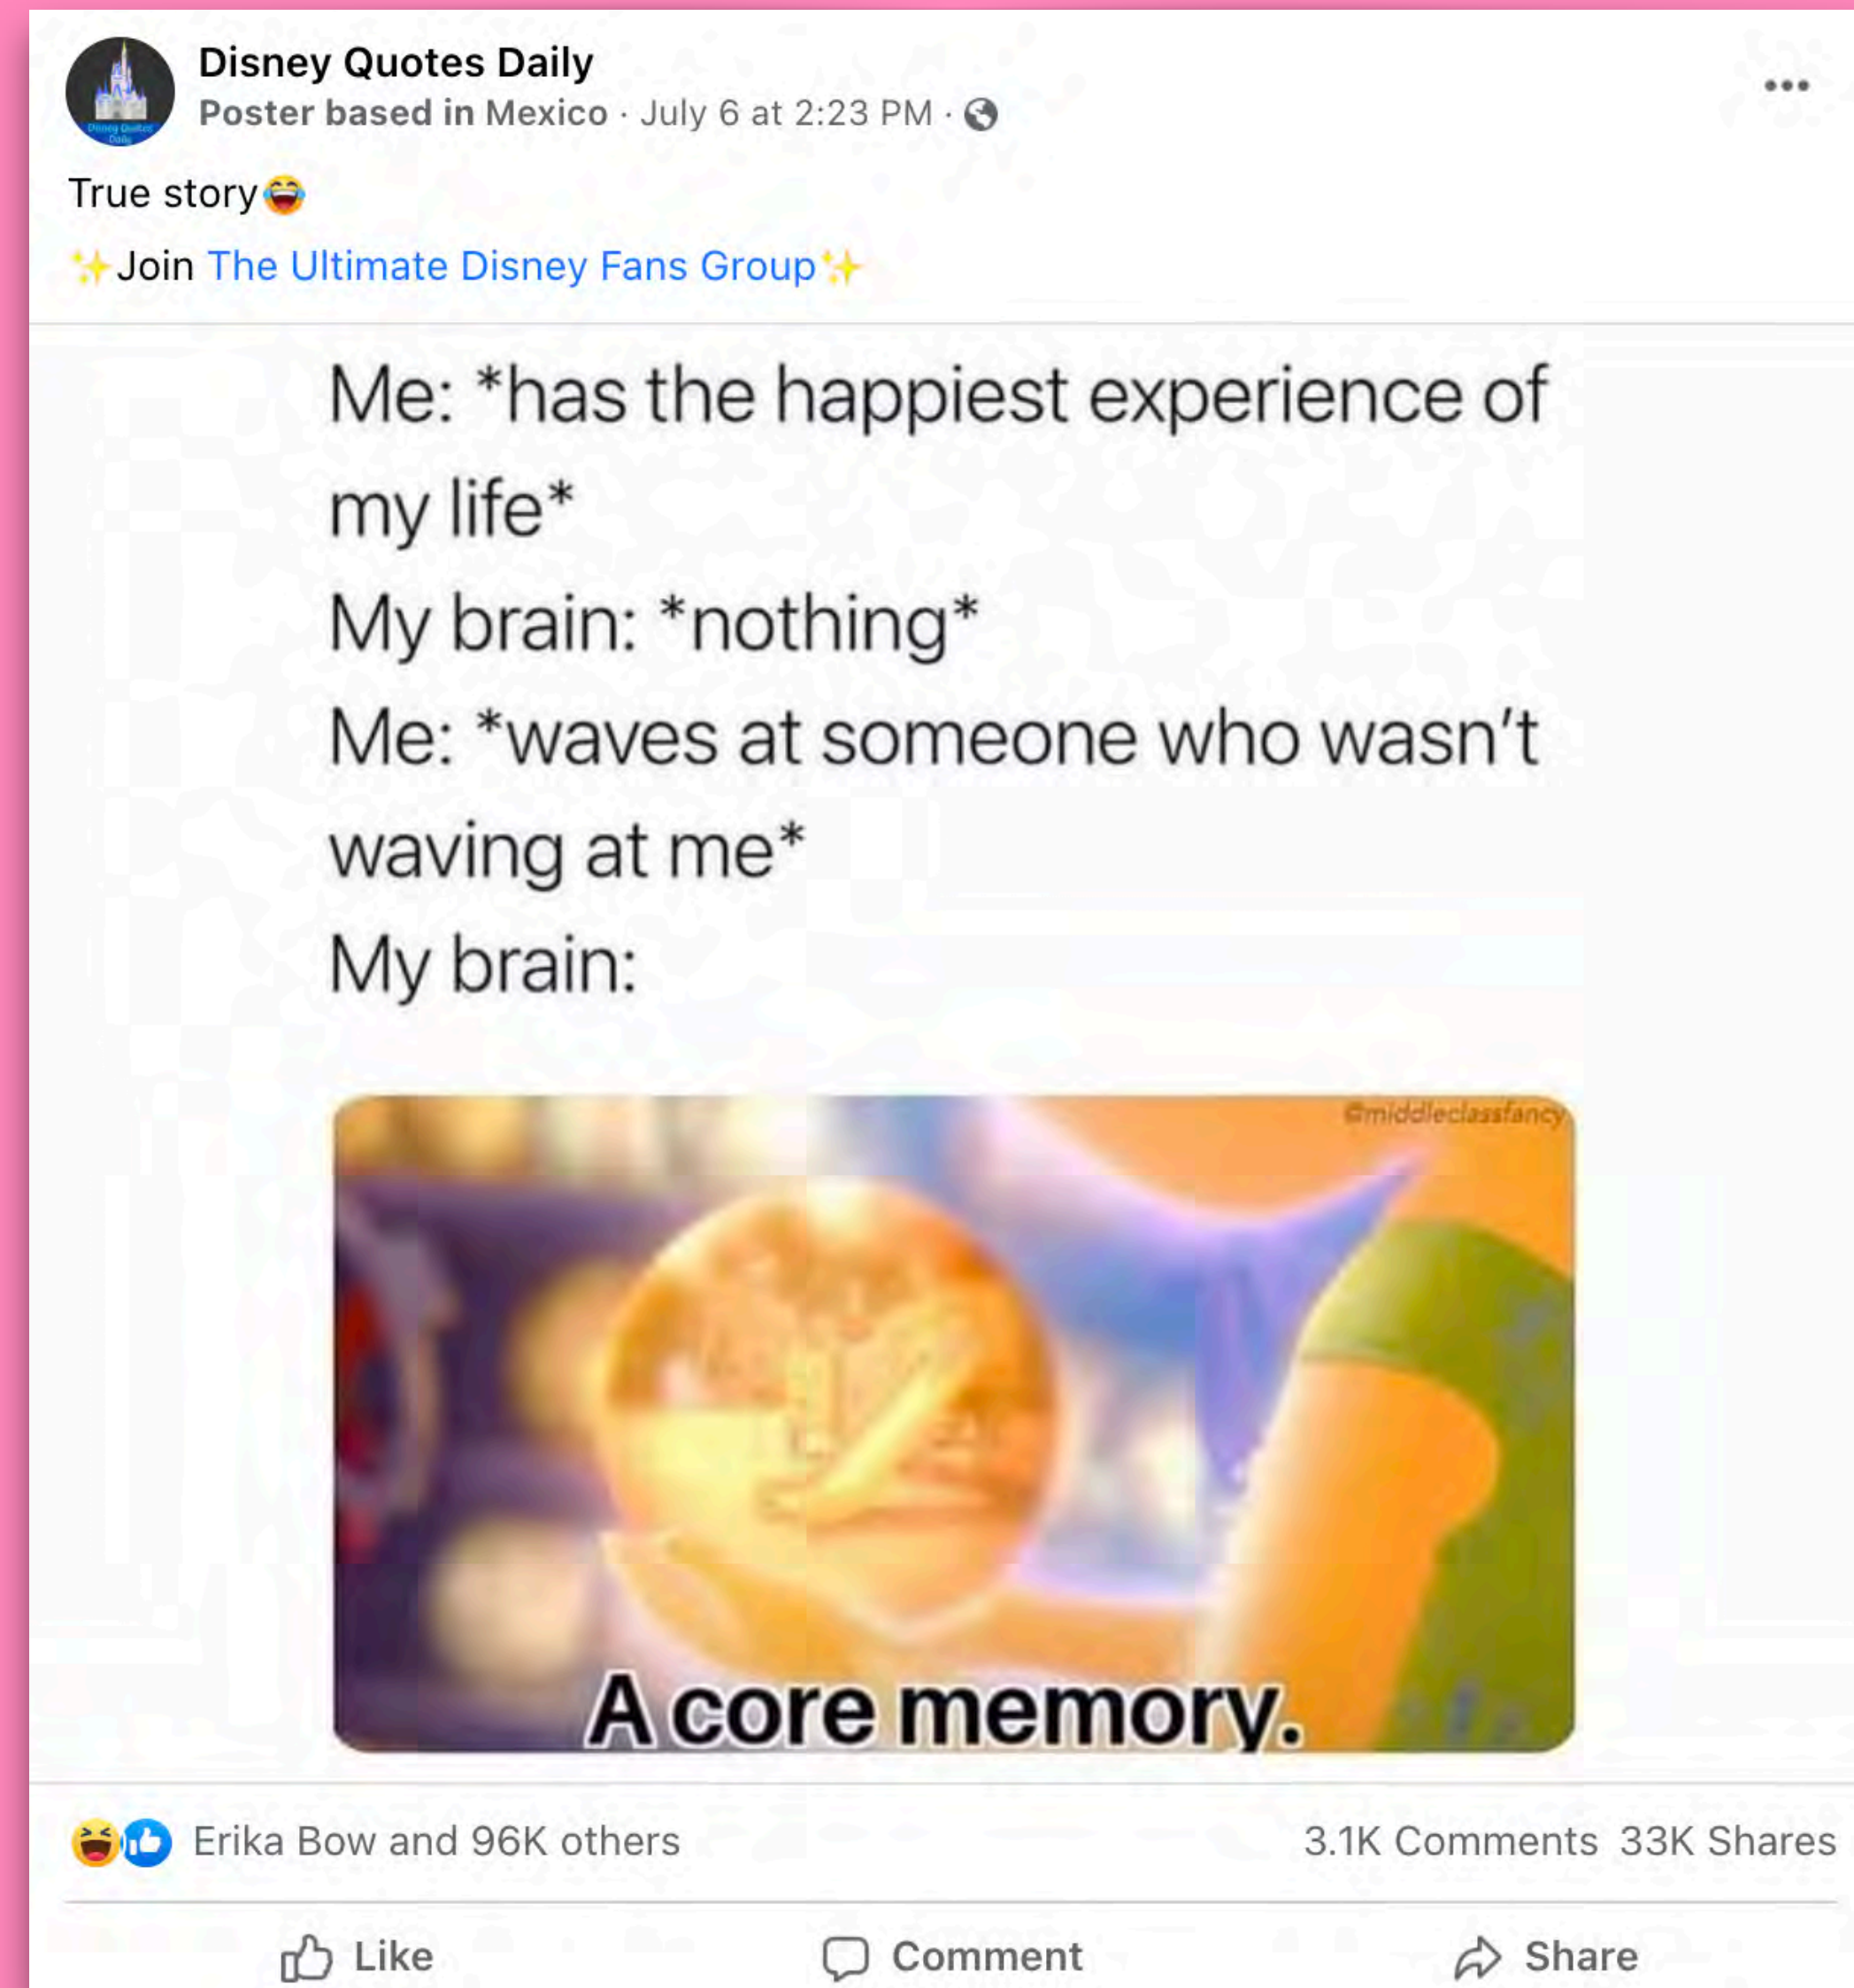 Disney Quotes Daily
Poster based in Mexico · July 6 at 2:23 PM ·
Disney Quotes
Daily
True story😂
✨Join The Ultimate Disney Fans Group✨
Me: *has the happiest experience of
my life*
My brain: *nothing*
Me: *waves at someone who wasn't
waving at me*
My brain:
@middleclassfancy
A core memory.
Erika Bow and 96K others
3.1K Comments 33K Shares
Like
Comment
Share